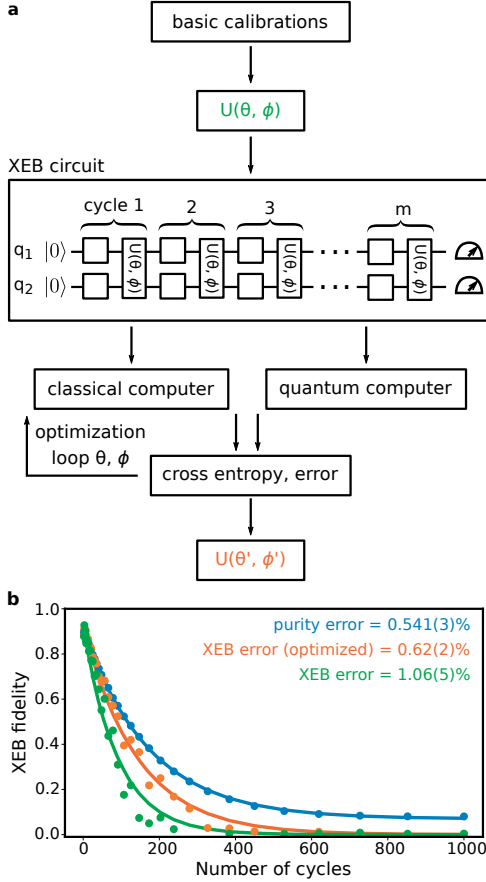 a
basic calibrations
U(θ, ϕ)
XEB circuit
cycle 1 2 3 m
q1 |0⟩ U(θ, ϕ) U(θ, ϕ) U(θ, ϕ) ··· U(θ, ϕ)
q2 |0⟩ ···
classical computer quantum computer
optimization
loop θ, ϕ
cross entropy, error
U(θ', ϕ')
b
purity error = 0.541(3)%
XEB error (optimized) = 0.62(2)%
XEB error = 1.06(5)%
XEB fidelity
1.0
0.8
0.6
0.4
0.2
0.0
0 200 400 600 800 1000
Number of cycles